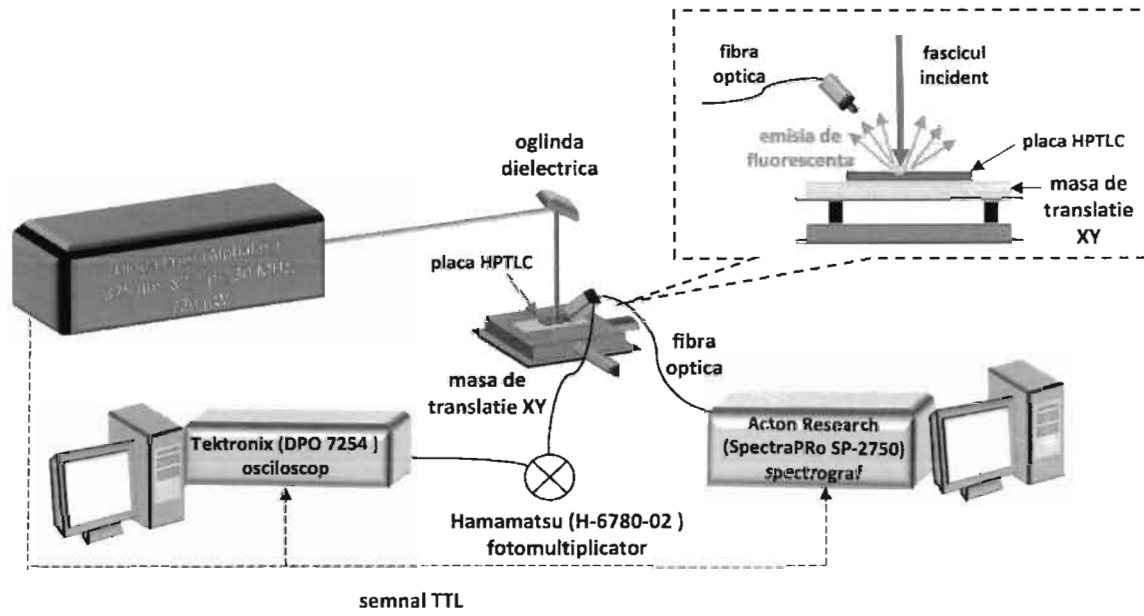 fibra
optica
fascicul
incident
emisia de
fluorescenta
placa HPTLC
masa de
translatie
XY
oglinda
dielectrica
placa HPTLC
masa de
translatie XY
fibra
optica
Tektronix (DPO 7254 )
osciloscop
Acton Research
(SpectraPRo SP-2750)
spectrograf
Hamamatsu (H-6780-02 )
fotomultiplicator
semnal TTL